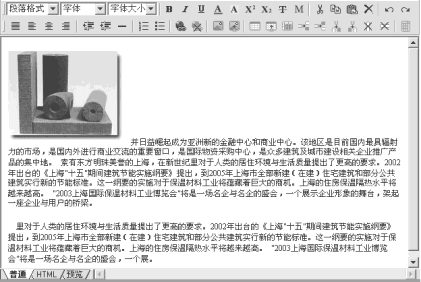 段落格式 字体 字体大小 B I U A A X² X₂ T M
并日益崛起成为亚洲新的金融中心和商业中心。该地区是目前国内最具辐射
力的市场，是国内外进行商业交流的重要窗口，是国际物资采购中心，是众多建筑及城市建设相关企业推广产
品的集中地。 素有东方明珠美誉的上海，在新世纪里对于人类的居住环境与生活质量提出了更高的要求。2002
年出台的《上海"十五"期间建筑节能实施纲要》提出，到2005年上海市全部新建（在建）住宅建筑和部分公共
建筑实行新的节能标准。这一纲要的实施对于保温材料工业将蕴藏着巨大的商机。上海的住房保温隔热水平将
越来越高。 "2003上海国际保温材料工业博览会"将是一场名企与名企的盛会，一个展示企业形象的舞台，架起
一座企业与用户的桥梁。
里对于人类的居住环境与生活质量提出了更高的要求。2002年出台的《上海"十五"期间建筑节能实施纲要》
提出，到2005年上海市全部新建（在建）住宅建筑和部分公共建筑实行新的节能标准。这一纲要的实施对于保
温材料工业将蕴藏着巨大的商机。上海的住房保温隔热水平将越来越高。 "2003上海国际保温材料工业博览
会"将是一场名企与名企的盛会，一个展。
普通 HTML 预览